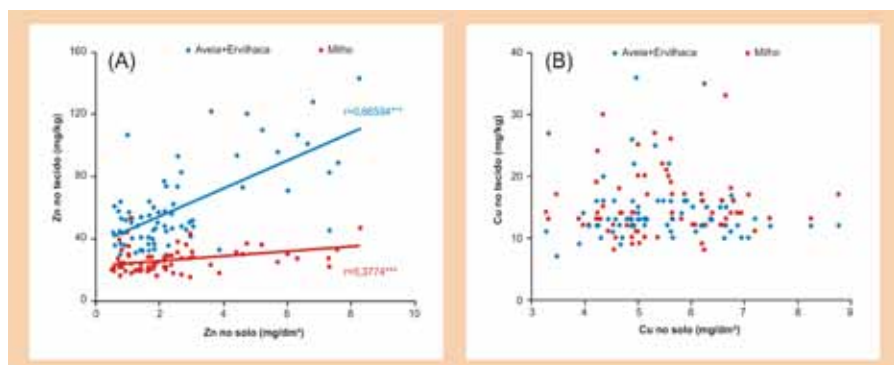 (A)
Aveia+Ervilhaca
Milho
Zn no tecido (mg/kg)
160
120
80
40
0
r=0,66594***
r=0,3774***
0 2 4 6 8 10
Zn no solo (mg/dm³)
(B)
Aveia+Ervilhaca
Milho
Cu no tecido (mg/kg)
40
30
20
10
0
3 4 5 6 7 8 9
Cu no solo (mg/dm³)